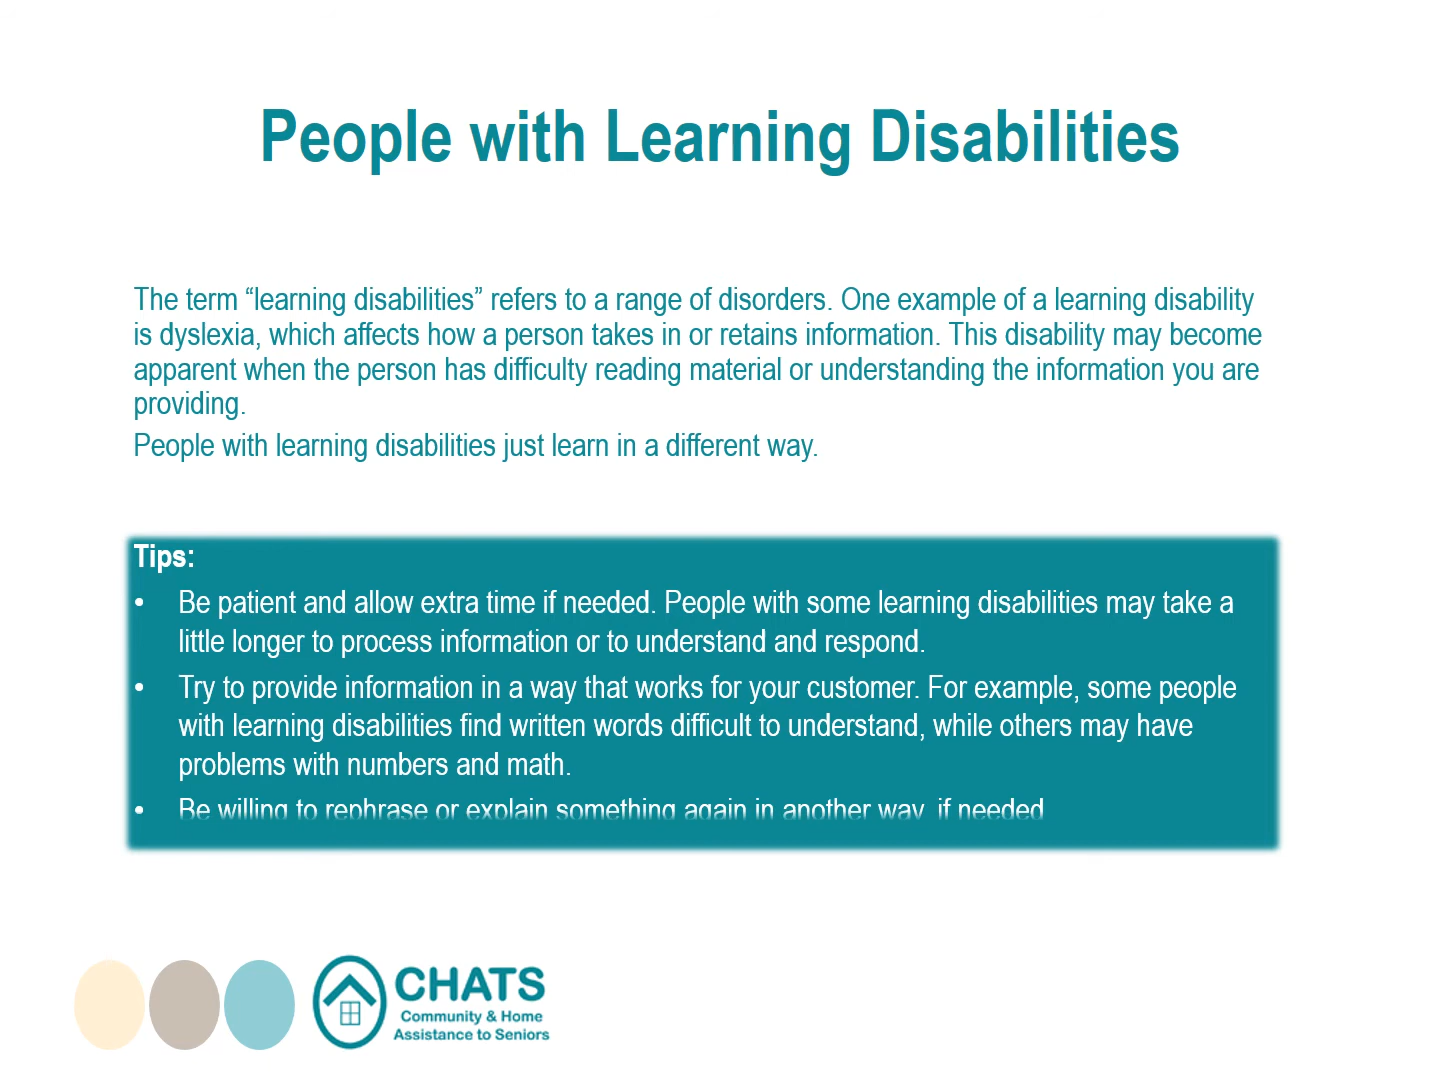 People with Learning Disabilities
The term “learning disabilities” refers to a range of disorders. One example of a learning disability
is dyslexia, which affects how a person takes in or retains information. This disability may become
apparent when the person has difficulty reading material or understanding the information you are
providing.
People with learning disabilities just learn in a different way.
Tips:
• Be patient and allow extra time if needed. People with some learning disabilities may take a
little longer to process information or to understand and respond.
• Try to provide information in a way that works for your customer. For example, some people
with learning disabilities find written words difficult to understand, while others may have
problems with numbers and math.
• Be willing to rephrase or explain something again in another way, if needed
CHATS
Community & Home
Assistance to Seniors